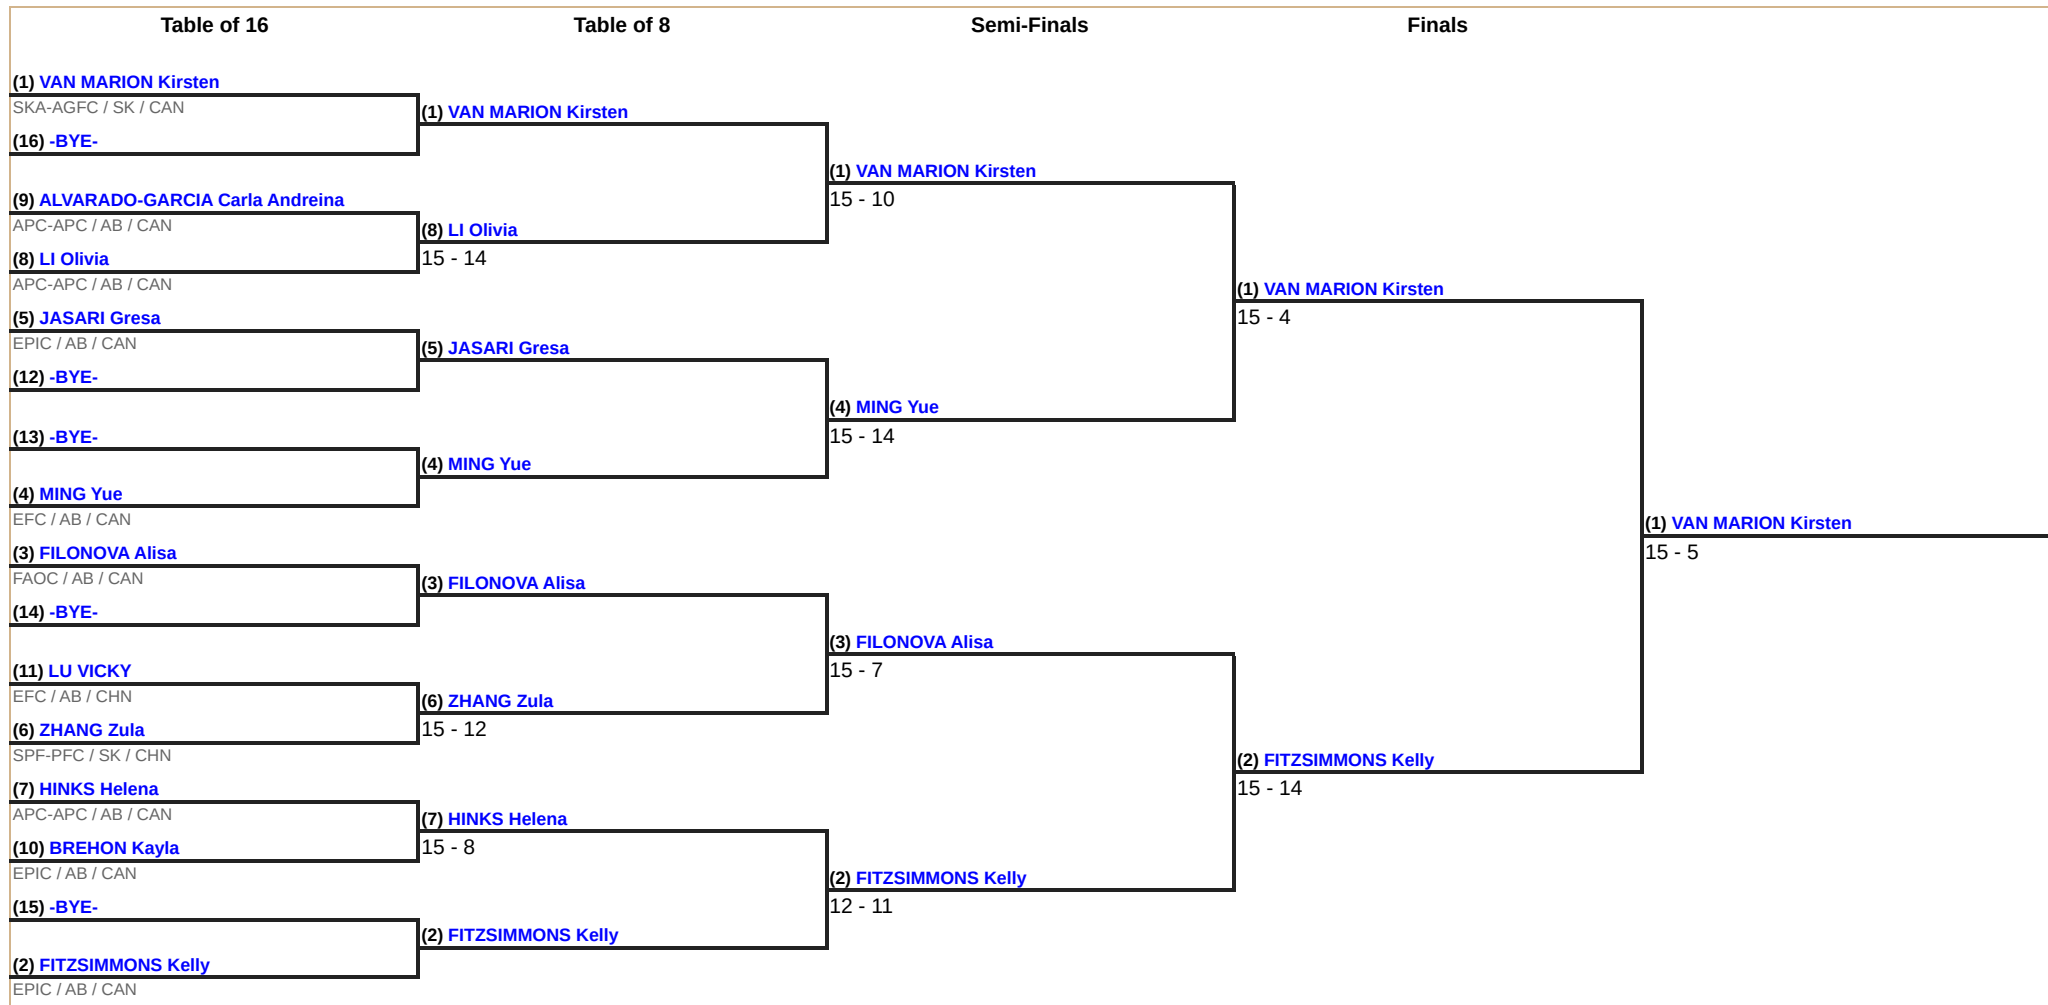 Table of 16
Table of 8
Semi-Finals
Finals
(1) VAN MARION Kirsten
SKA-AGFC / SK / CAN
(16) -BYE-
(9) ALVARADO-GARCIA Carla Andreina
APC-APC / AB / CAN
(8) LI Olivia
APC-APC / AB / CAN
(5) JASARI Gresa
EPIC / AB / CAN
(12) -BYE-
(13) -BYE-
(4) MING Yue
EFC / AB / CAN
(3) FILONOVA Alisa
FAOC / AB / CAN
(14) -BYE-
(11) LU VICKY
EFC / AB / CHN
(6) ZHANG Zula
SPF-PFC / SK / CHN
(7) HINKS Helena
APC-APC / AB / CAN
(10) BREHON Kayla
EPIC / AB / CAN
(15) -BYE-
(2) FITZSIMMONS Kelly
EPIC / AB / CAN
(1) VAN MARION Kirsten
(8) LI Olivia
15 - 14
(5) JASARI Gresa
(4) MING Yue
(3) FILONOVA Alisa
(6) ZHANG Zula
15 - 12
(7) HINKS Helena
15 - 8
(2) FITZSIMMONS Kelly
(1) VAN MARION Kirsten
15 - 10
(4) MING Yue
15 - 14
(3) FILONOVA Alisa
15 - 7
(2) FITZSIMMONS Kelly
12 - 11
(1) VAN MARION Kirsten
15 - 4
(2) FITZSIMMONS Kelly
15 - 14
(1) VAN MARION Kirsten
15 - 5